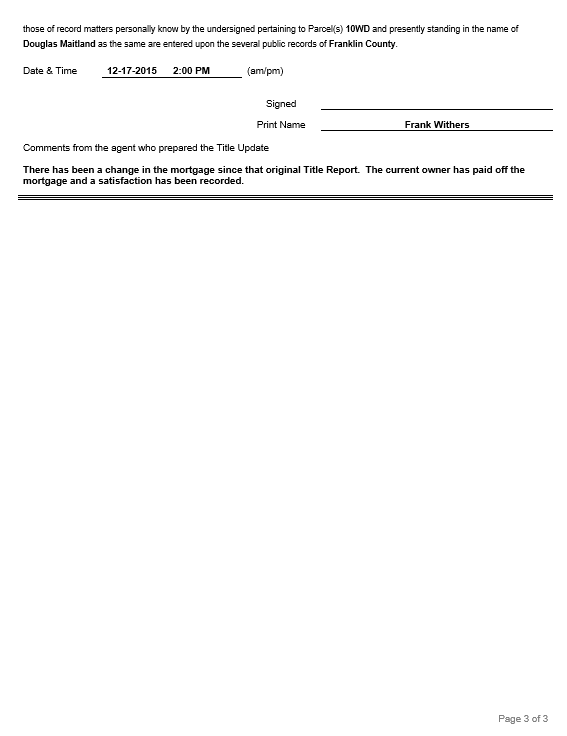 those of record matters personally know by the undersigned pertaining to Parcel(s) 10WD and presently standing in the name of
Douglas Maitland as the same are entered upon the several public records of Franklin County.
Date & Time 12-17-2015 2:00 PM (am/pm)
Signed
Print Name Frank Withers
Comments from the agent who prepared the Title Update
There has been a change in the mortgage since that original Title Report. The current owner has paid off the
mortgage and a satisfaction has been recorded.
Page 3 of 3